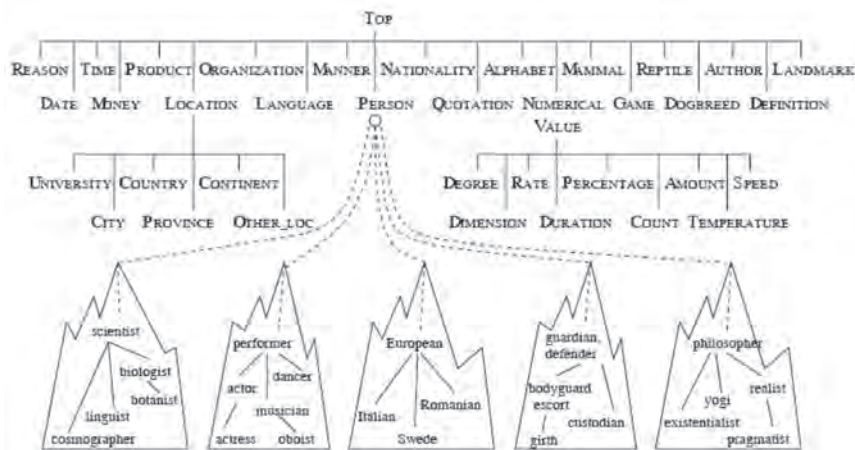 TOP
REASON TIME PRODUCT ORGANIZATION MANNER NATIONALITY ALPHABET MAMMAL REPTILE AUTHOR LANDMARK
DATE MONEY LOCATION LANGUAGE PERSON QUOTATION NUMERICAL GAME DOGBREED DEFINITION
VALUE
UNIVERSITY COUNTRY CONTINENT DEGREE RATE PERCENTAGE AMOUNT SPEED
CITY PROVINCE OTHER_LOC DIMENSION DURATION COUNT TEMPERATURE
scientist
biologist
botanist
linguist
cosmographer
performer
dancer
actor
musician
actress oboist
European
Romanian
Italian
Swede
guardian,
defender
bodyguard
escort
custodian
girth
philosopher
realist
yogi
existentialist
pragmatist